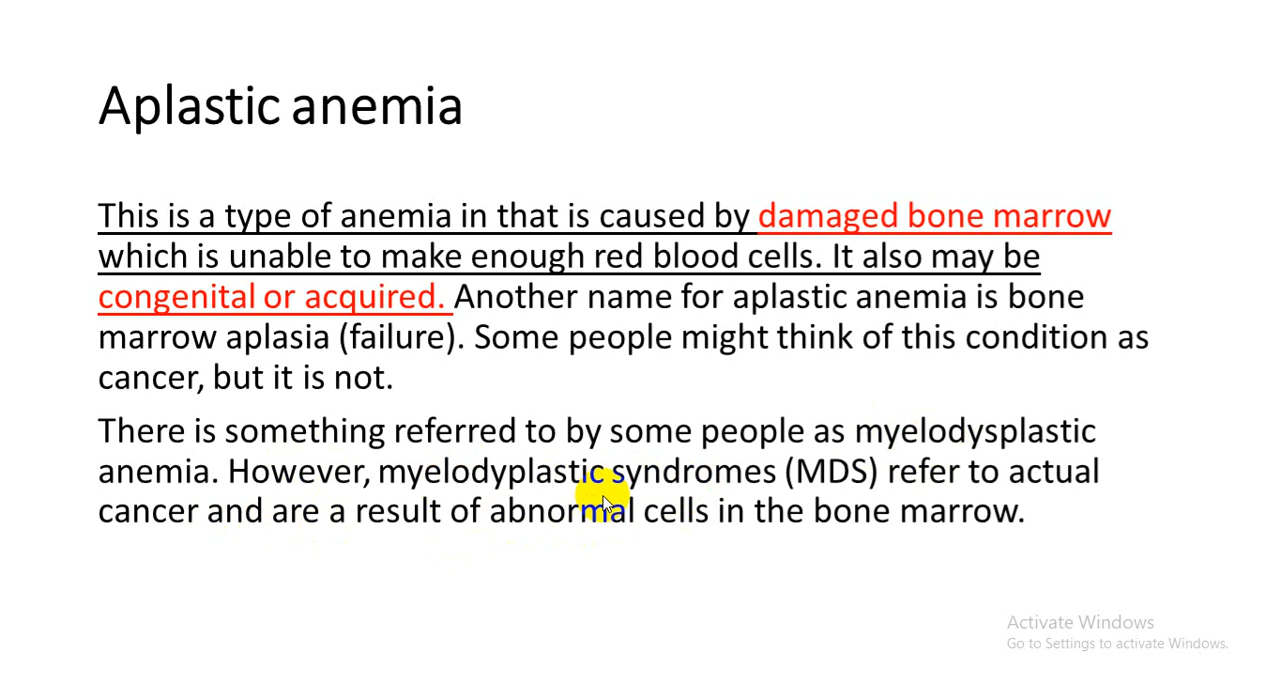 Aplastic anemia
This is a type of anemia in that is caused by damaged bone marrow
which is unable to make enough red blood cells. It also may be
congenital or acquired. Another name for aplastic anemia is bone
marrow aplasia (failure). Some people might think of this condition as
cancer, but it is not.
There is something referred to by some people as myelodysplastic
anemia. However, myelodyplastic syndromes (MDS) refer to actual
cancer and are a result of abnormal cells in the bone marrow.
Activate Windows
Go to Settings to activate Windows.